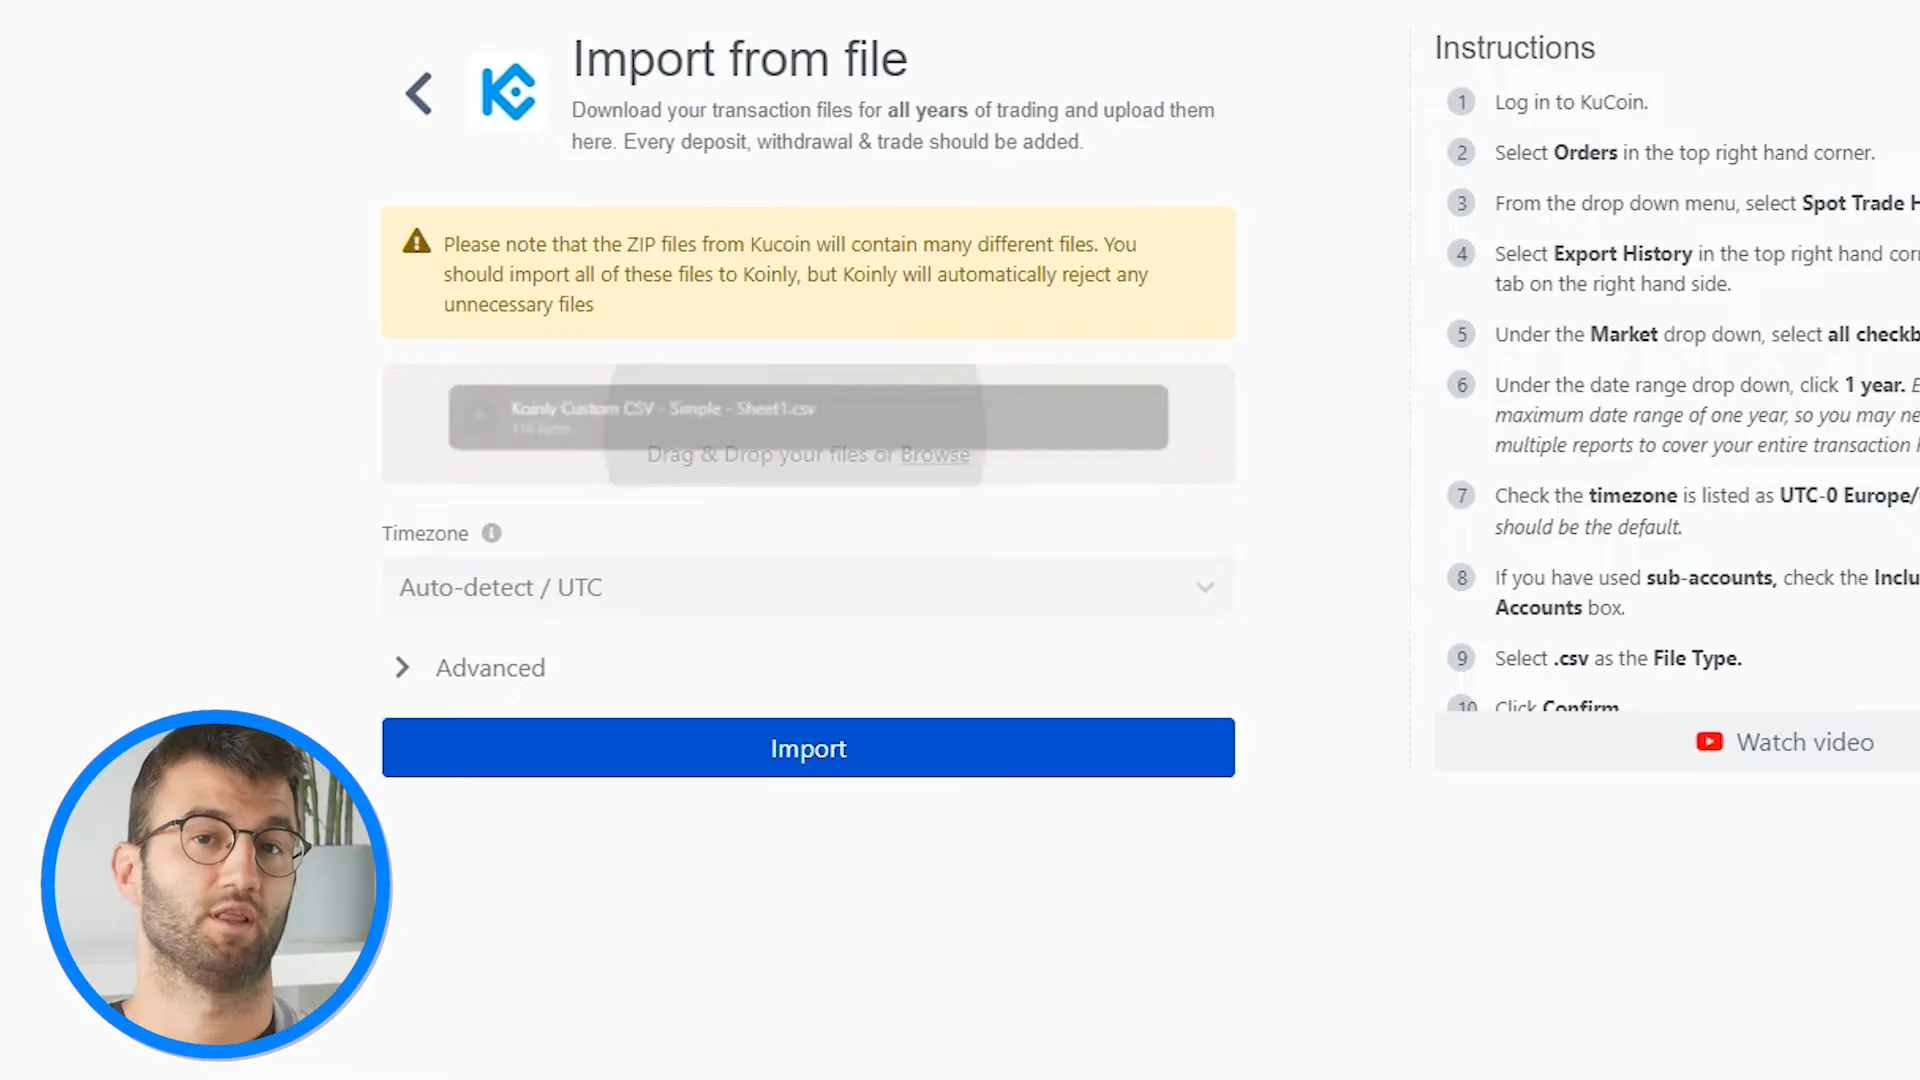 Import from file
Download your transaction files for all years of trading and upload them
here. Every deposit, withdrawal & trade should be added.
Please note that the ZIP files from Kucoin will contain many different files. You
should import all of these files to Koinly, but Koinly will automatically reject any
unnecessary files
Koinly Custom CSV - Simple - Sheet1.csv
Drag & Drop your files or Browse
Timezone
Auto-detect / UTC
Advanced
Import
Instructions
1 Log in to KuCoin.
2 Select Orders in the top right hand corner.
3 From the drop down menu, select Spot Trade H
4 Select Export History in the top right hand corn
tab on the right hand side.
5 Under the Market drop down, select all checkb
6 Under the date range drop down, click 1 year. E
maximum date range of one year, so you may ne
multiple reports to cover your entire transaction
7 Check the timezone is listed as UTC-0 Europe/
should be the default.
8 If you have used sub-accounts, check the Inclu
Accounts box.
9 Select .csv as the File Type.
10 Click Confirm
Watch video